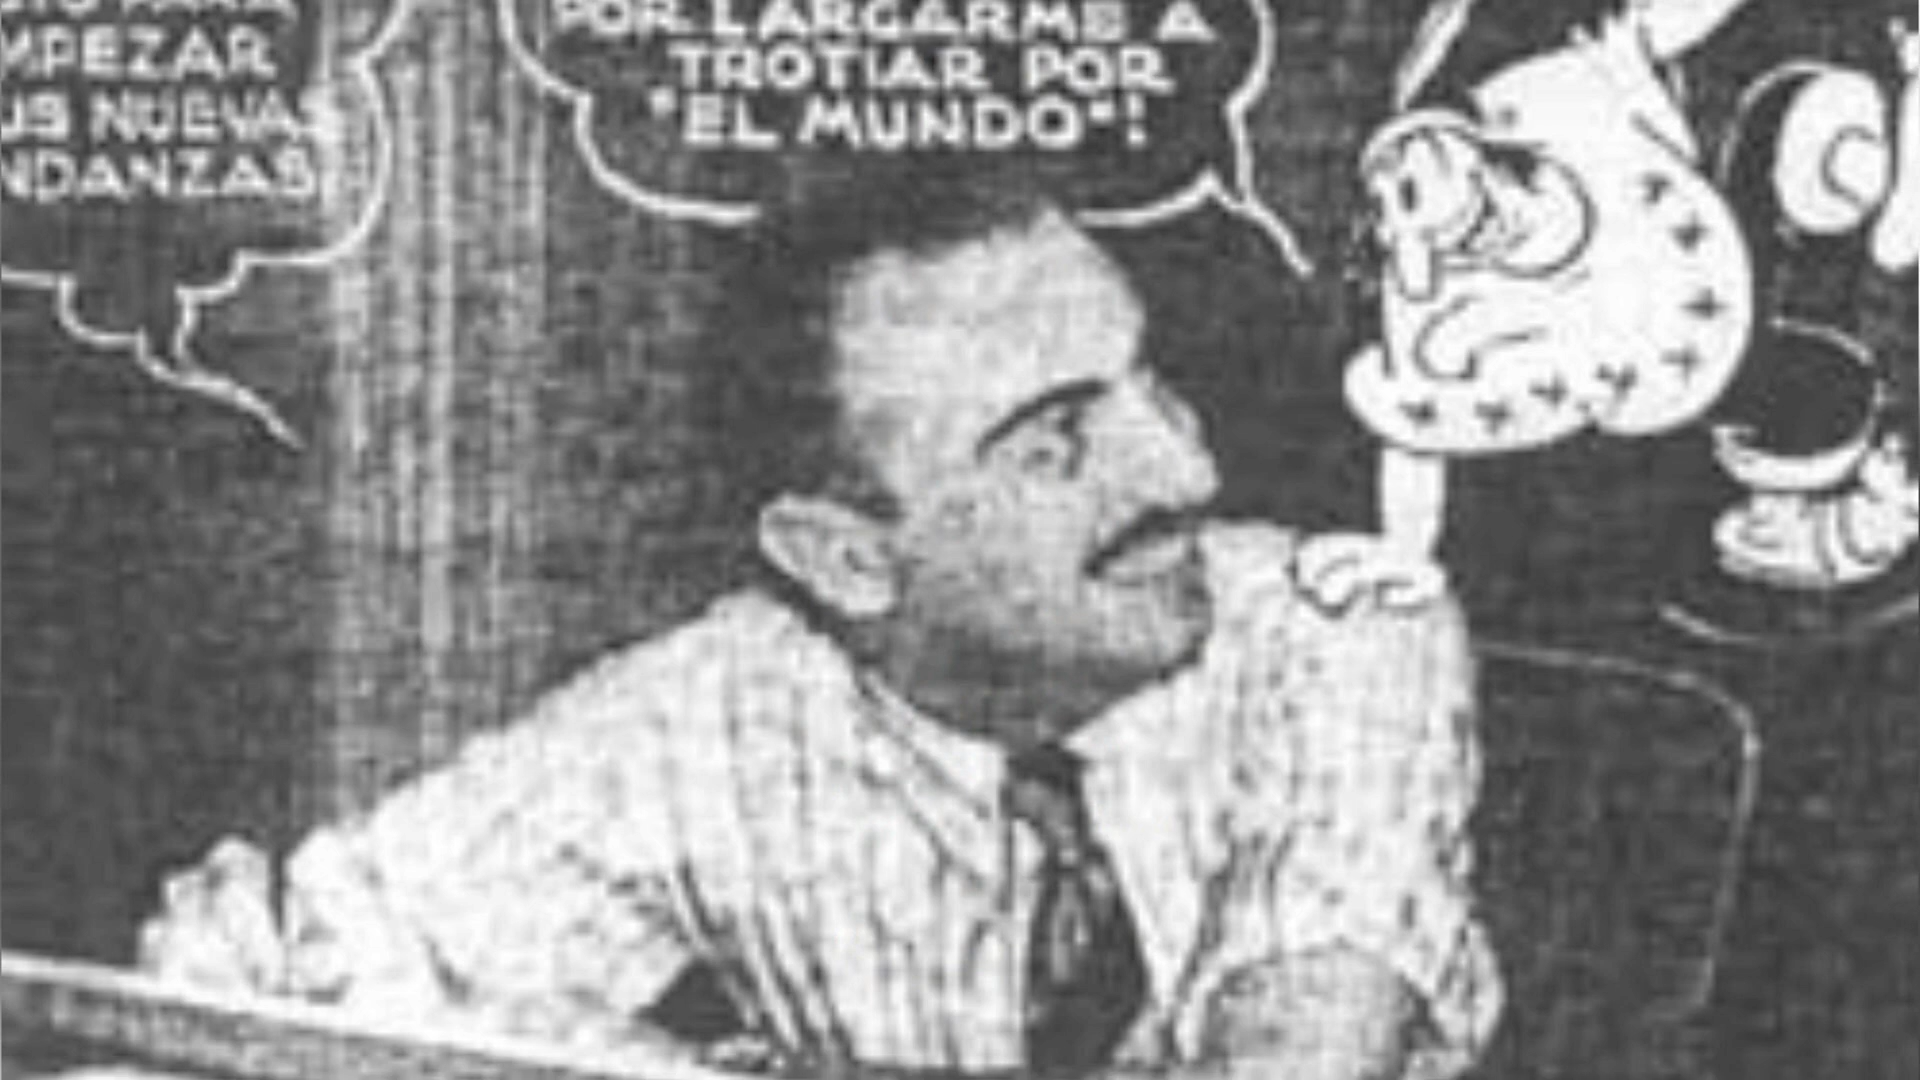 MPEZAR
US NUEVAS
NDANZAS
POR LARGARME A
TROTIAR POR
"EL MUNDO"!